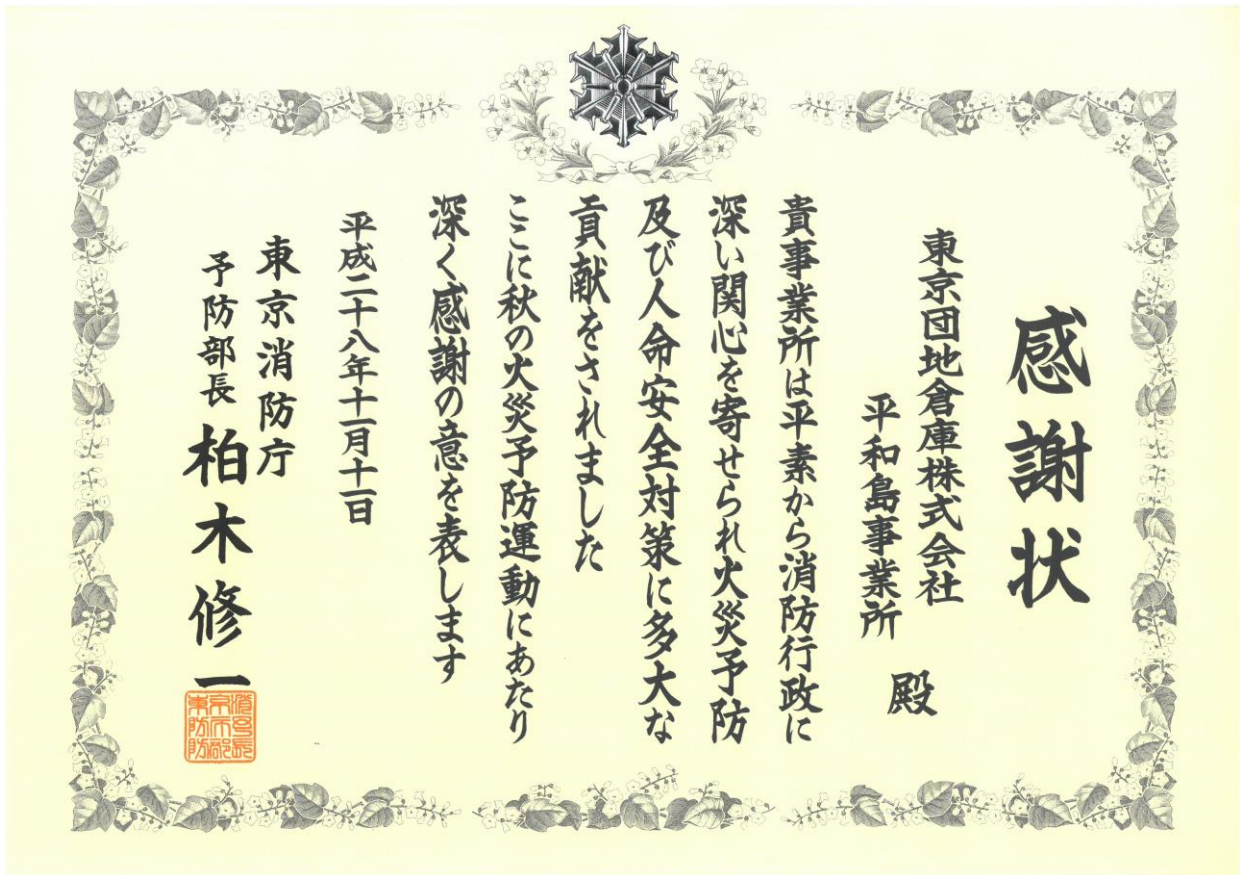 感謝状
東京団地倉庫株式会社
平和島事業所 殿
貴事業所は平素から消防行政に
深い関心を寄せられ火災予防
及び人命安全対策に多大な
貢献をされました
ここに秋の火災予防運動にあたり
深く感謝の意を表します
平成二十八年十一月十一日
東京消防庁
予防部長 柏木修一